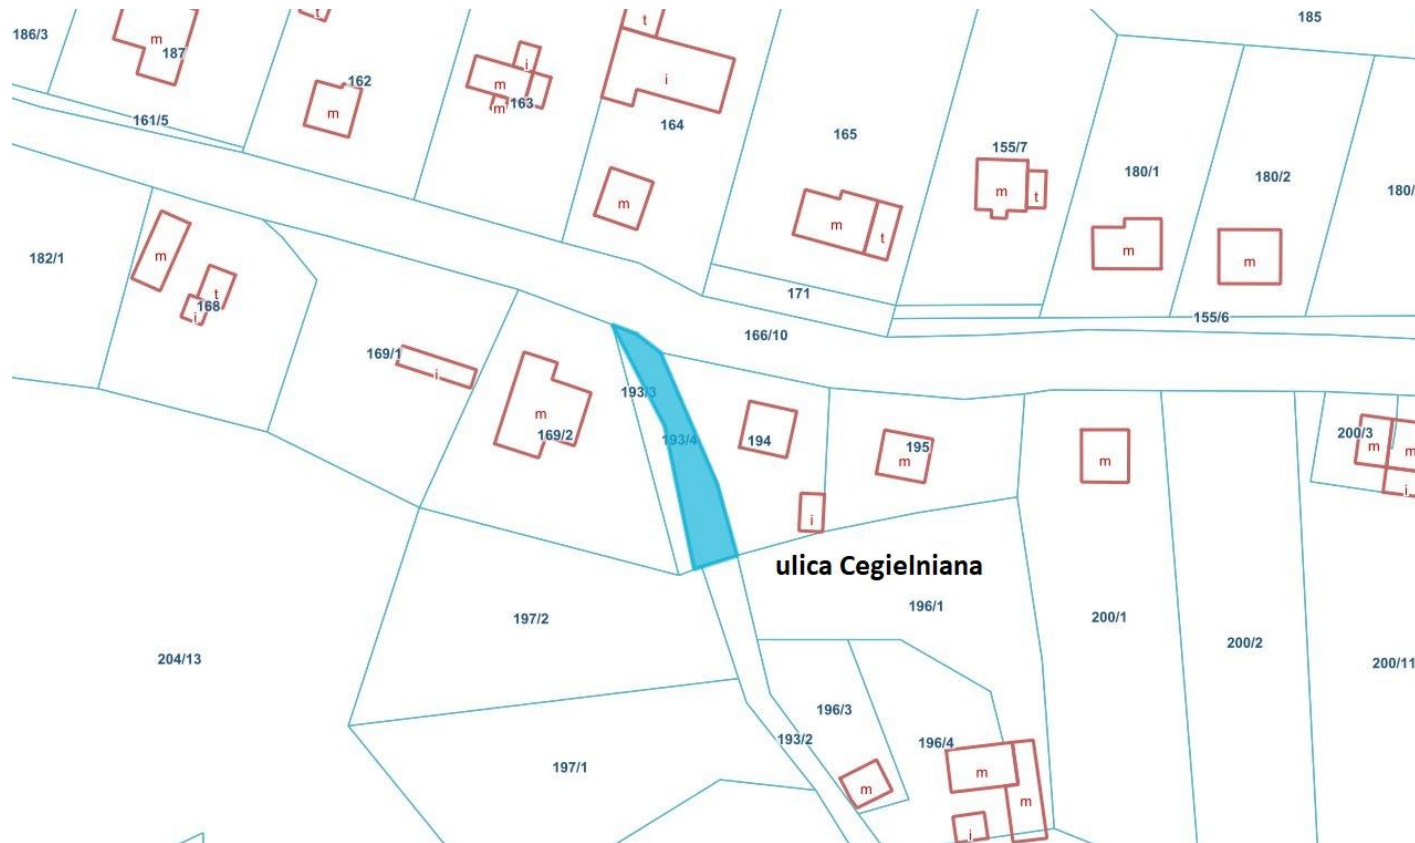 185
t
186/3
m
187
162
i
m
m
163
i
161/5
m
164
165
155/7
180/1
180/2
180/
m
m
t
m
t
m
m
182/1
m
t
168
i
171
166/10
155/6
169/1
i
193/3
m
169/2
193/4
194
195
m
m
200/3
m
m
i
i
ulica Cegielniana
196/1
197/2
200/1
200/2
204/13
200/11
196/3
193/2
196/4
197/1
m
m
m
i
t